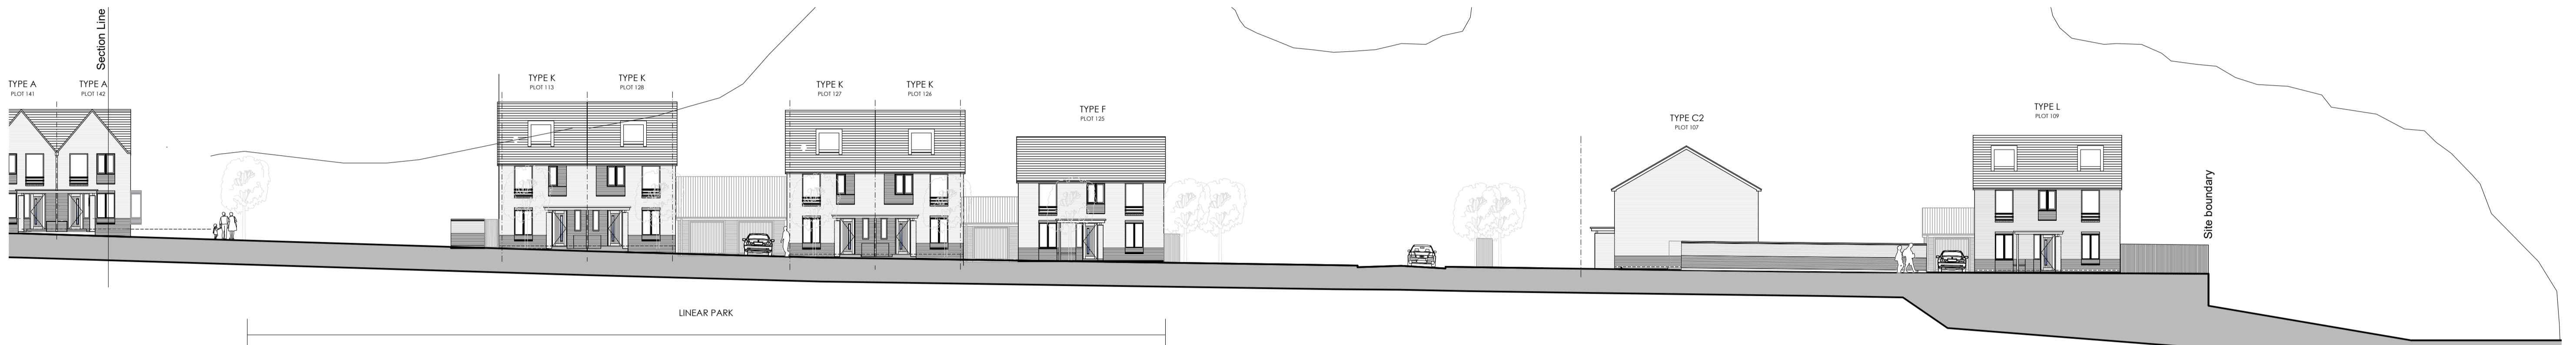 Section Line
TYPE A
PLOT 141
TYPE A
PLOT 142
TYPE K
PLOT 113
TYPE K
PLOT 128
TYPE K
PLOT 127
TYPE K
PLOT 126
TYPE F
PLOT 125
TYPE C2
PLOT 107
TYPE L
PLOT 109
Site boundary
LINEAR PARK